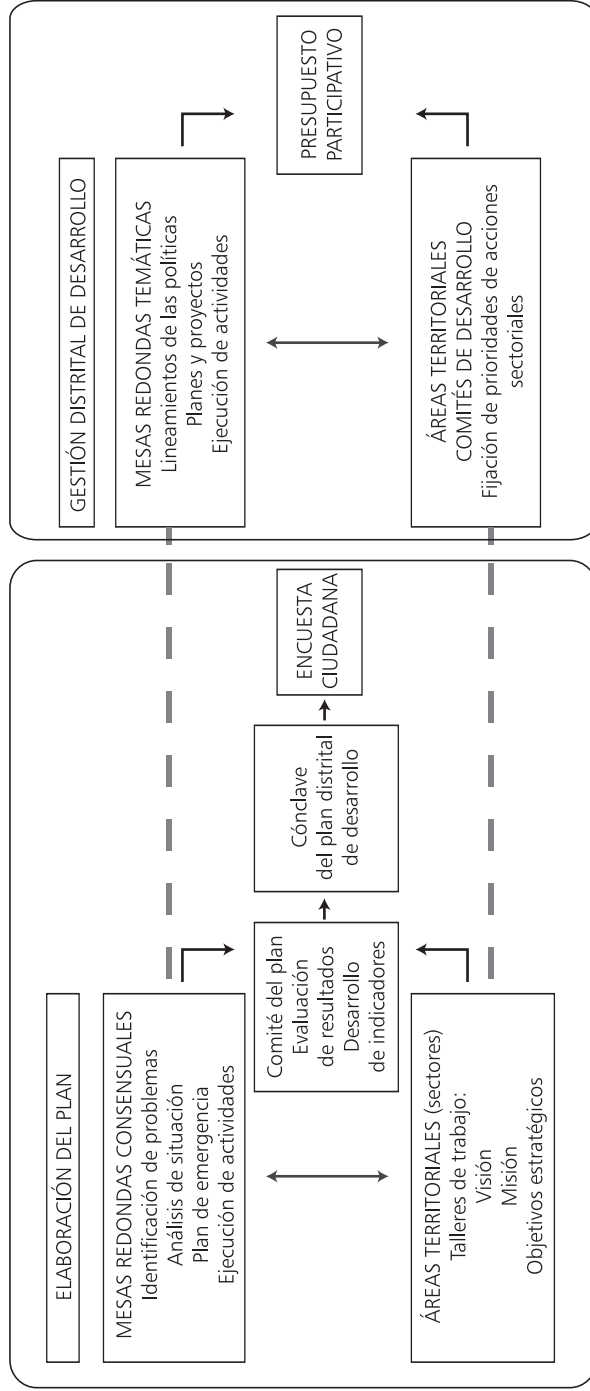 ELABORACIÓN DEL PLAN
MESAS REDONDAS CONSENSUALES
Identificación de problemas
Análisis de situación
Plan de emergencia
Ejecución de actividades
Comité del plan
Evaluación
de resultados
Desarrollo
de indicadores
Cónclave
del plan distrital
de desarrollo
ENCUESTA
CIUDADANA
ÁREAS TERRITORIALES (sectores)
Talleres de trabajo:
Visión
Misión
Objetivos estratégicos
GESTIÓN DISTRITAL DE DESARROLLO
MESAS REDONDAS TEMÁTICAS
Lineamientos de las políticas
Planes y proyectos
Ejecución de actividades
PRESUPUESTO
PARTICIPATIVO
ÁREAS TERRITORIALES
COMITÉS DE DESARROLLO
Fijación de prioridades de acciones
sectoriales